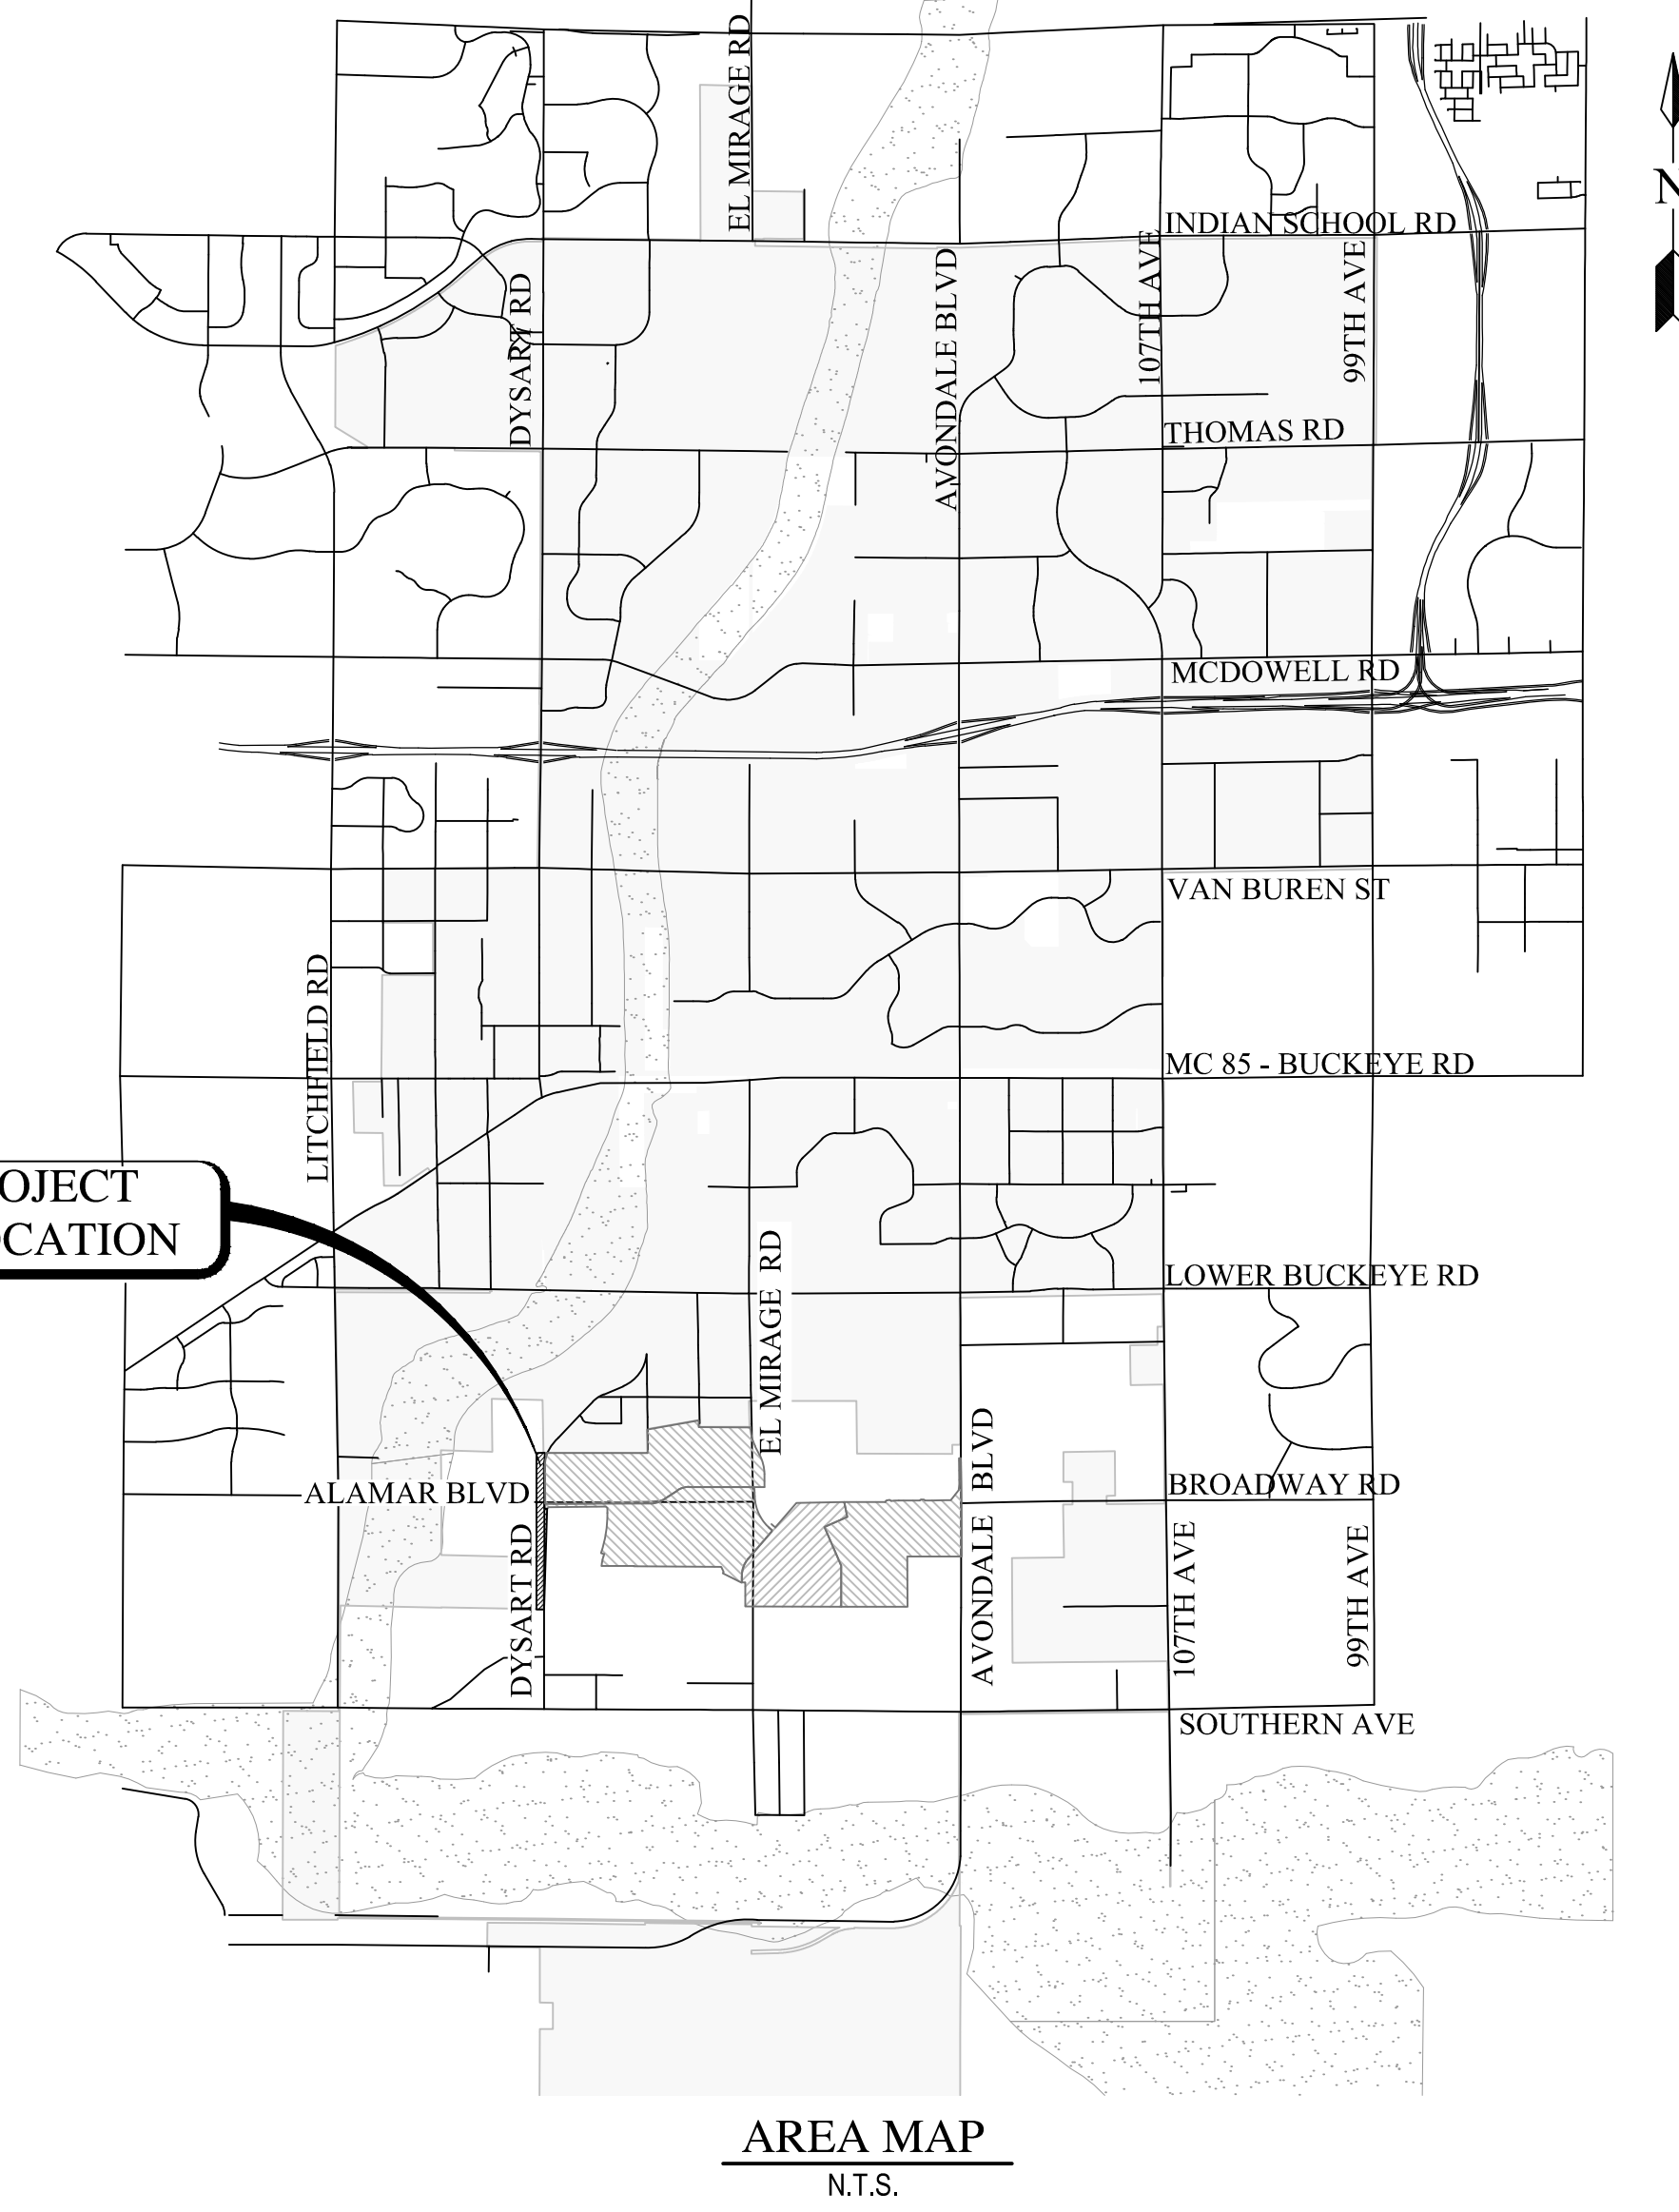 EL MIRAGE RD
N
INDIAN SCHOOL RD
DYSART RD
AVONDALE BLVD
107TH AVE
99TH AVE
THOMAS RD
MCDOWELL RD
VAN BUREN ST
LITCHFIELD RD
MC 85 - BUCKEYE RD
OJECT
CATION
LOWER BUCKEYE RD
EL MIRAGE RD
ALAMAR BLVD
BROADWAY RD
DYSART RD
AVONDALE BLVD
107TH AVE
99TH AVE
SOUTHERN AVE
AREA MAP
N.T.S.